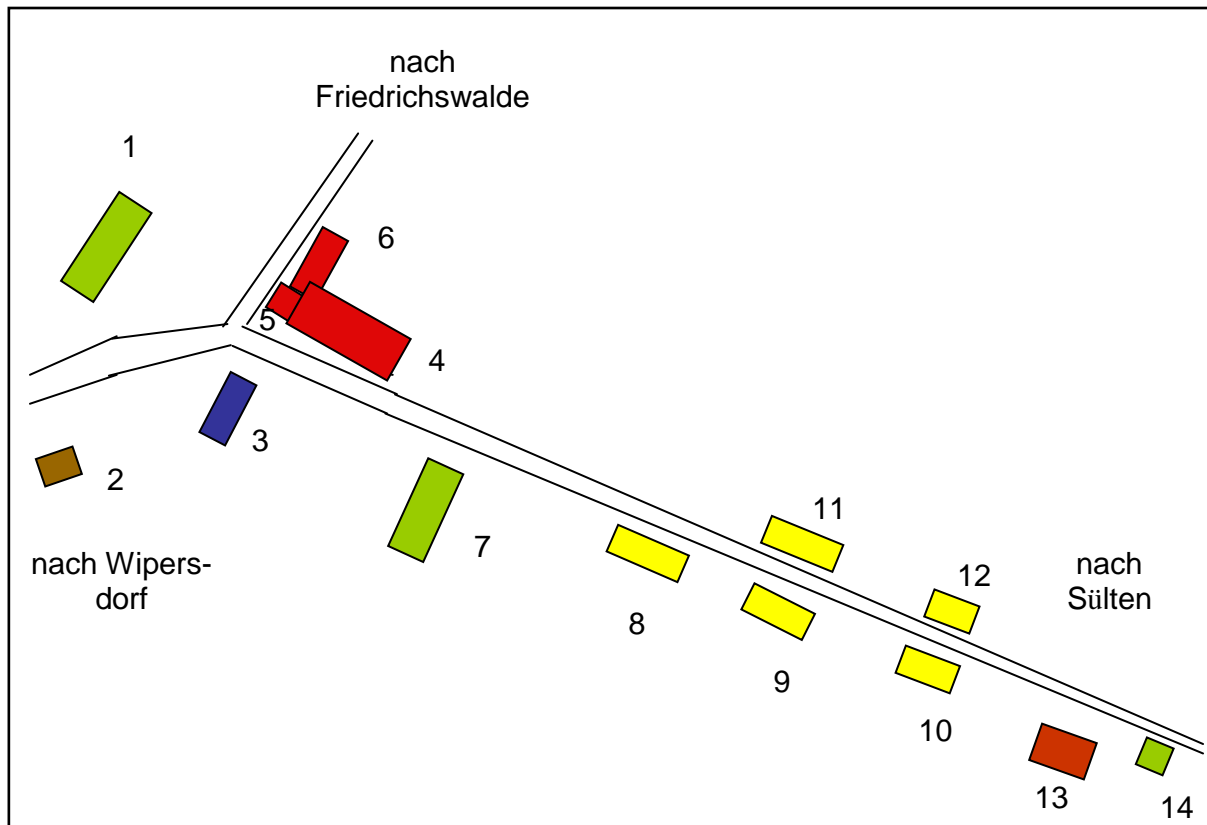 nach
Friedrichswalde
1
6
5
4
3
2
7
nach Wipers-
dorf
11
12
nach
Sülten
8
9
10
13
14